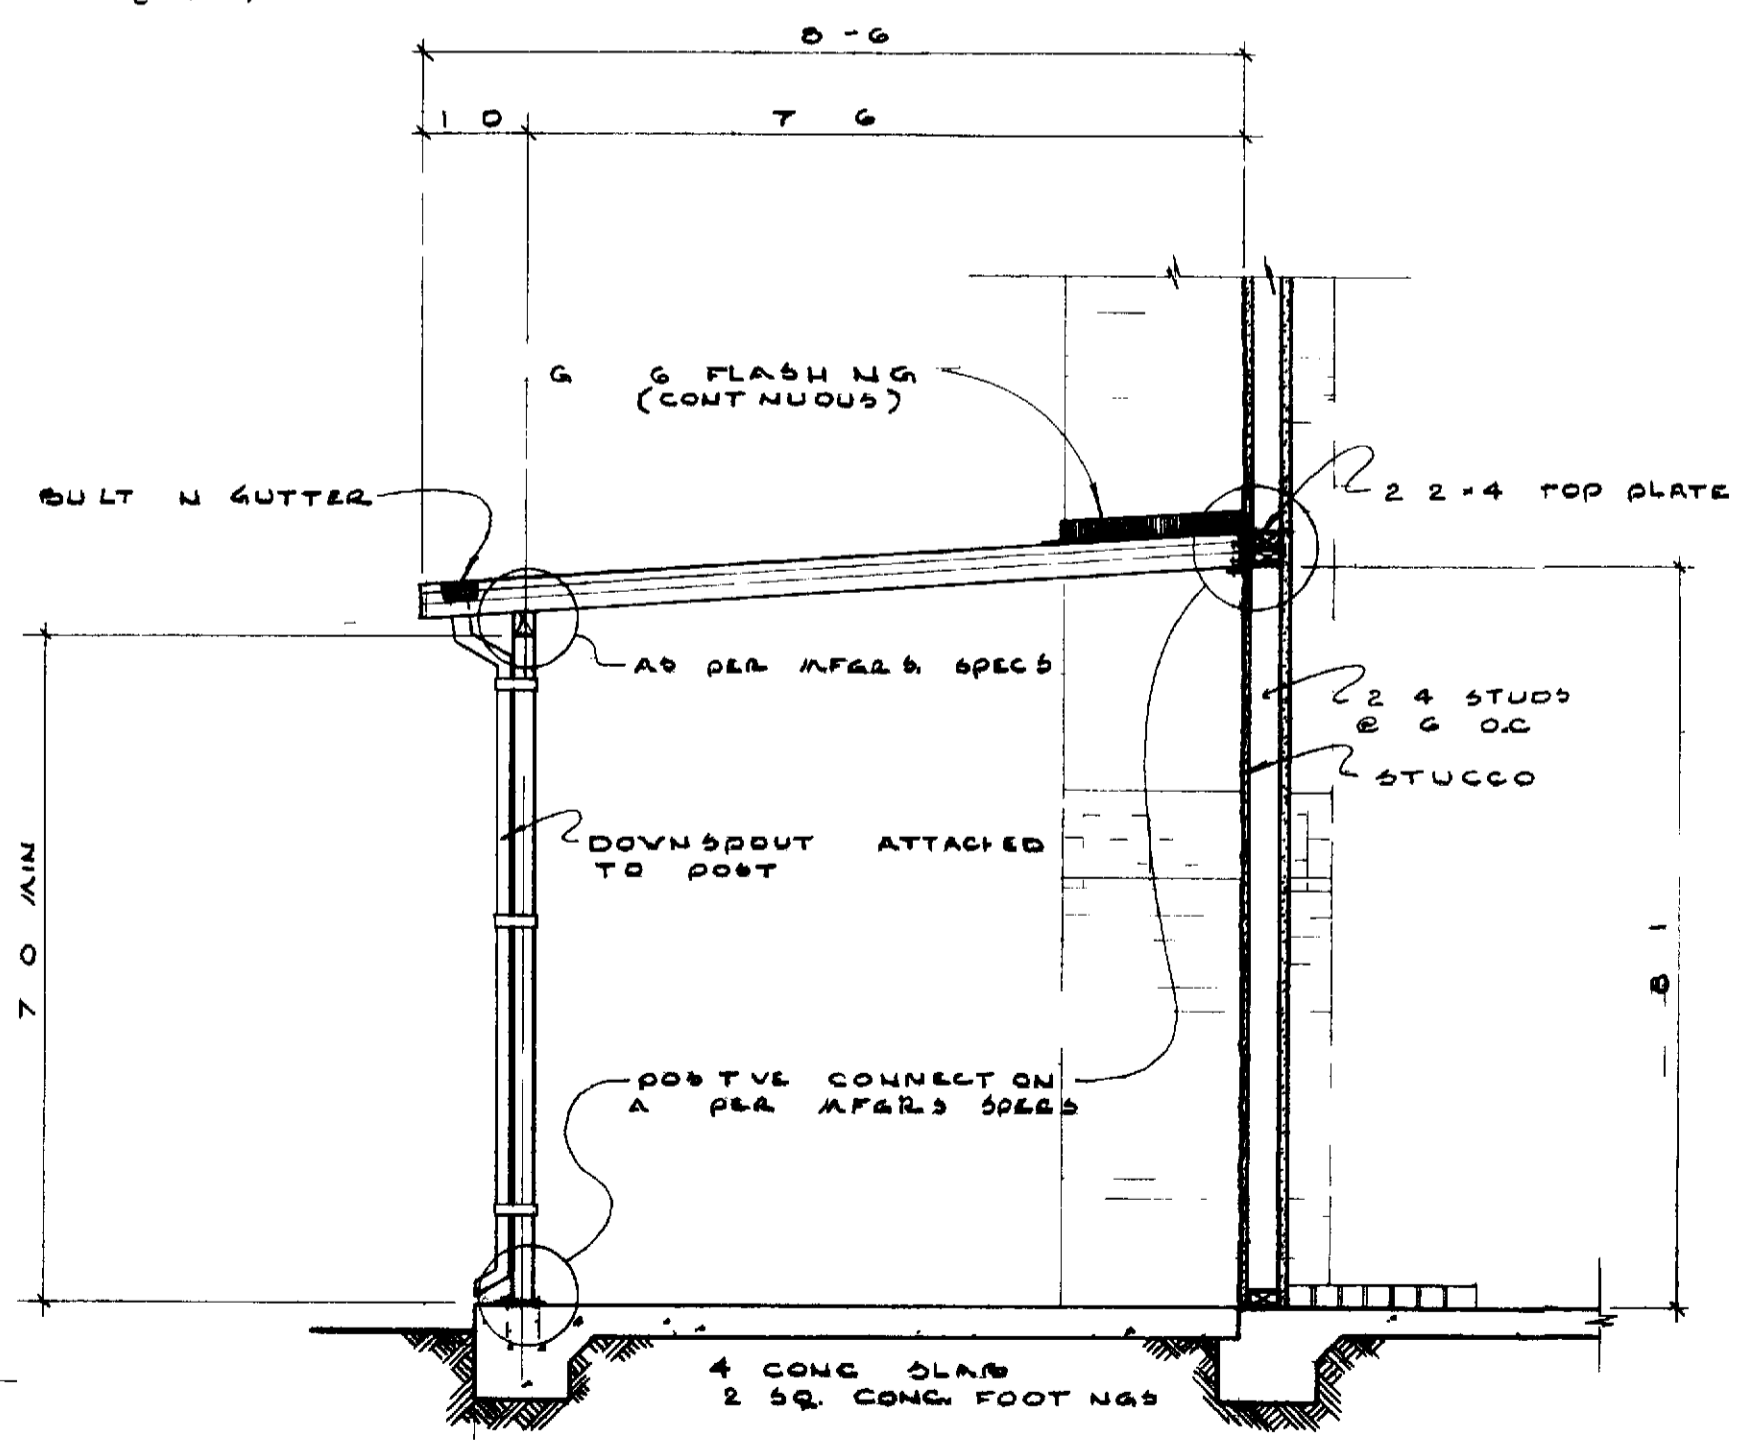 8-6
1 0
7 6
G 6 FLASH NG
(CONT NUOUS)
BU LT N GUTTER
2 2×4 TOP PLATE
AS PER MFGRS. SPECS
2 4 STUDS
@ 6 O.C
STUCCO
DOWNSPOUT ATTACHED
TO POST
7 0 MIN
8 1
POS T VE CONNECT ON
A PER MFGRS SPECS
4 CONC SLAB
2 SQ. CONC. FOOT NGS